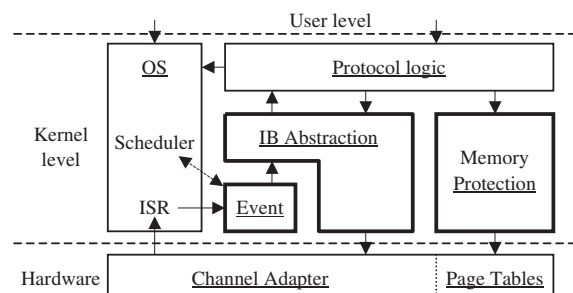 User level
OS
Protocol logic
Kernel
level
Scheduler
IB Abstraction
Memory
Protection
ISR
Event
Hardware
Channel Adapter
Page Tables